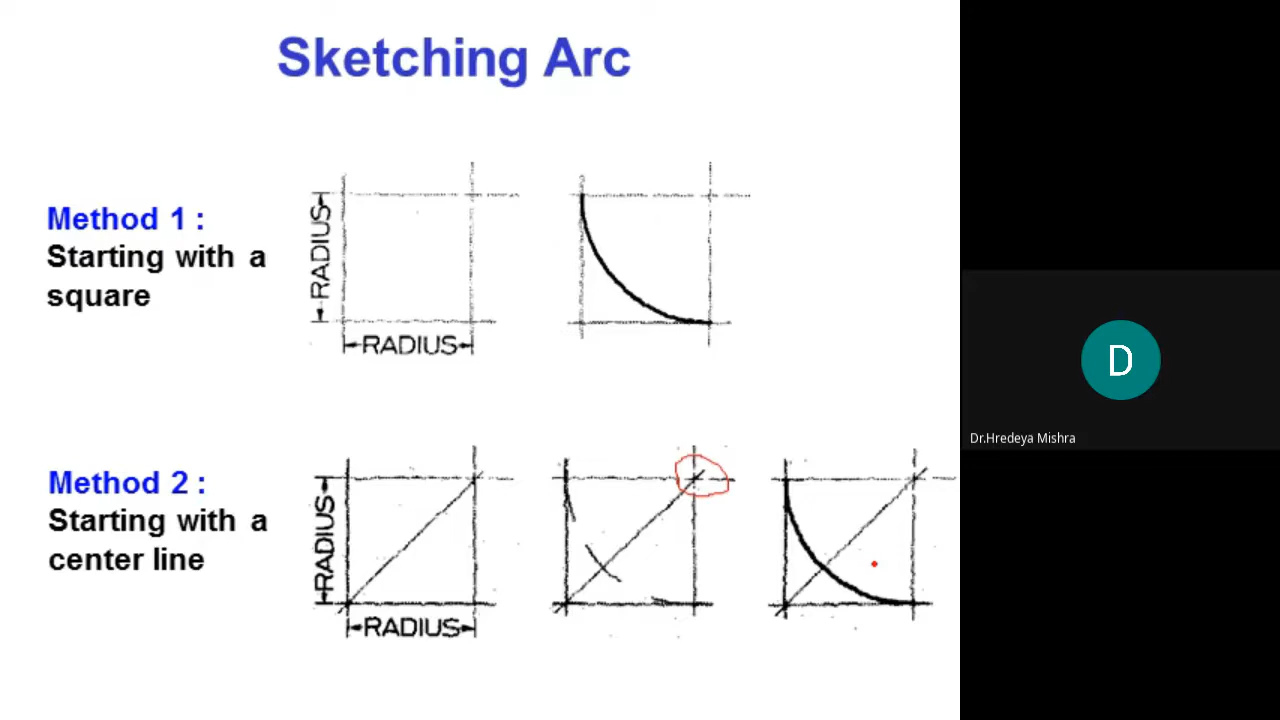 Sketching Arc
Method 1 :
Starting with a
square
RADIUS
RADIUS
Method 2 :
Starting with a
center line
RADIUS
RADIUS
D
Dr.Hredeya Mishra